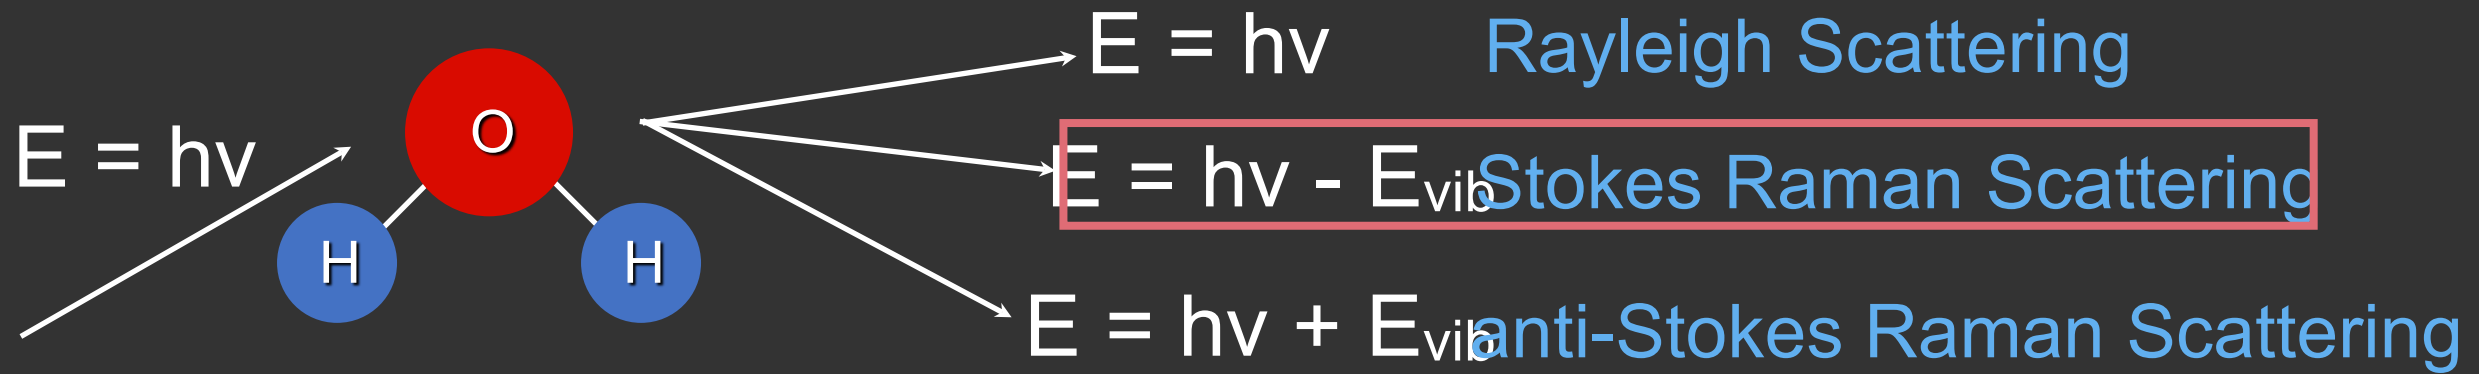 E = hv Rayleigh Scattering
E = hv
O
E = hv - Evib Stokes Raman Scattering
H
H
E = hv + Evib anti-Stokes Raman Scattering